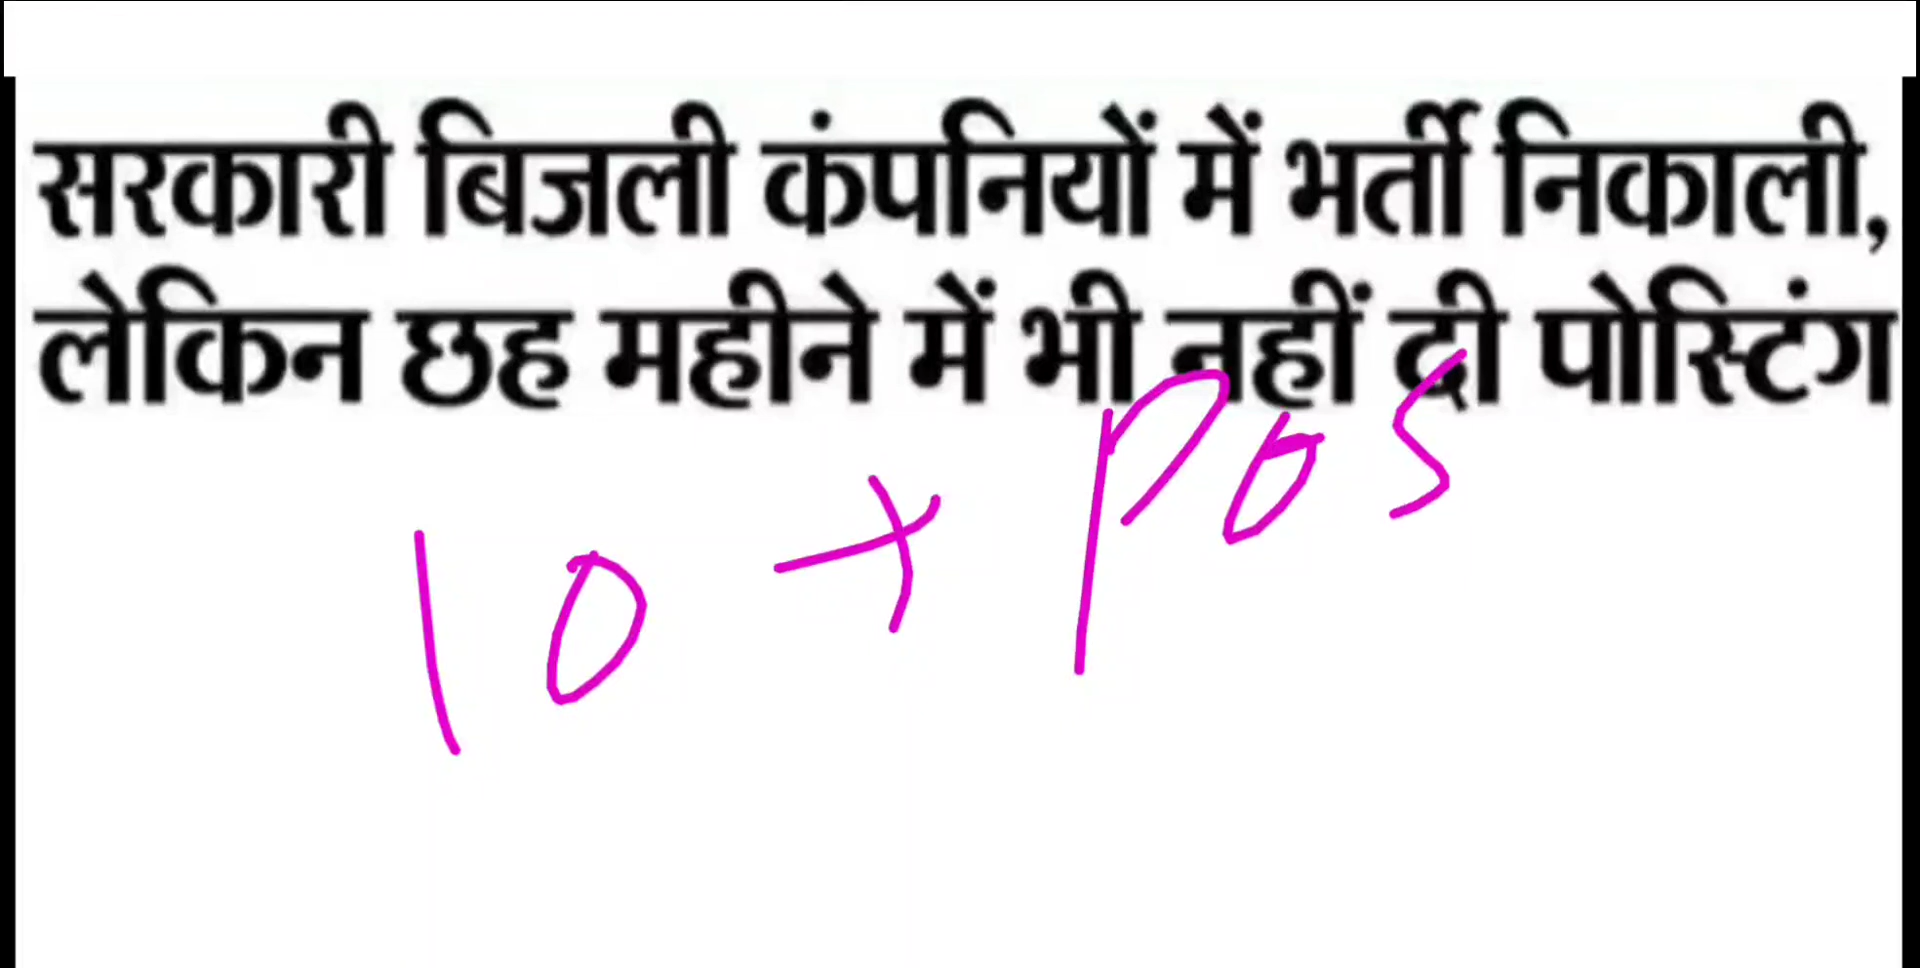 सरकारी बिजली कंपनियों में भर्ती निकाली,
लेकिन छह महीने में भी नहीं दी पोस्टिंग
10 + Pos